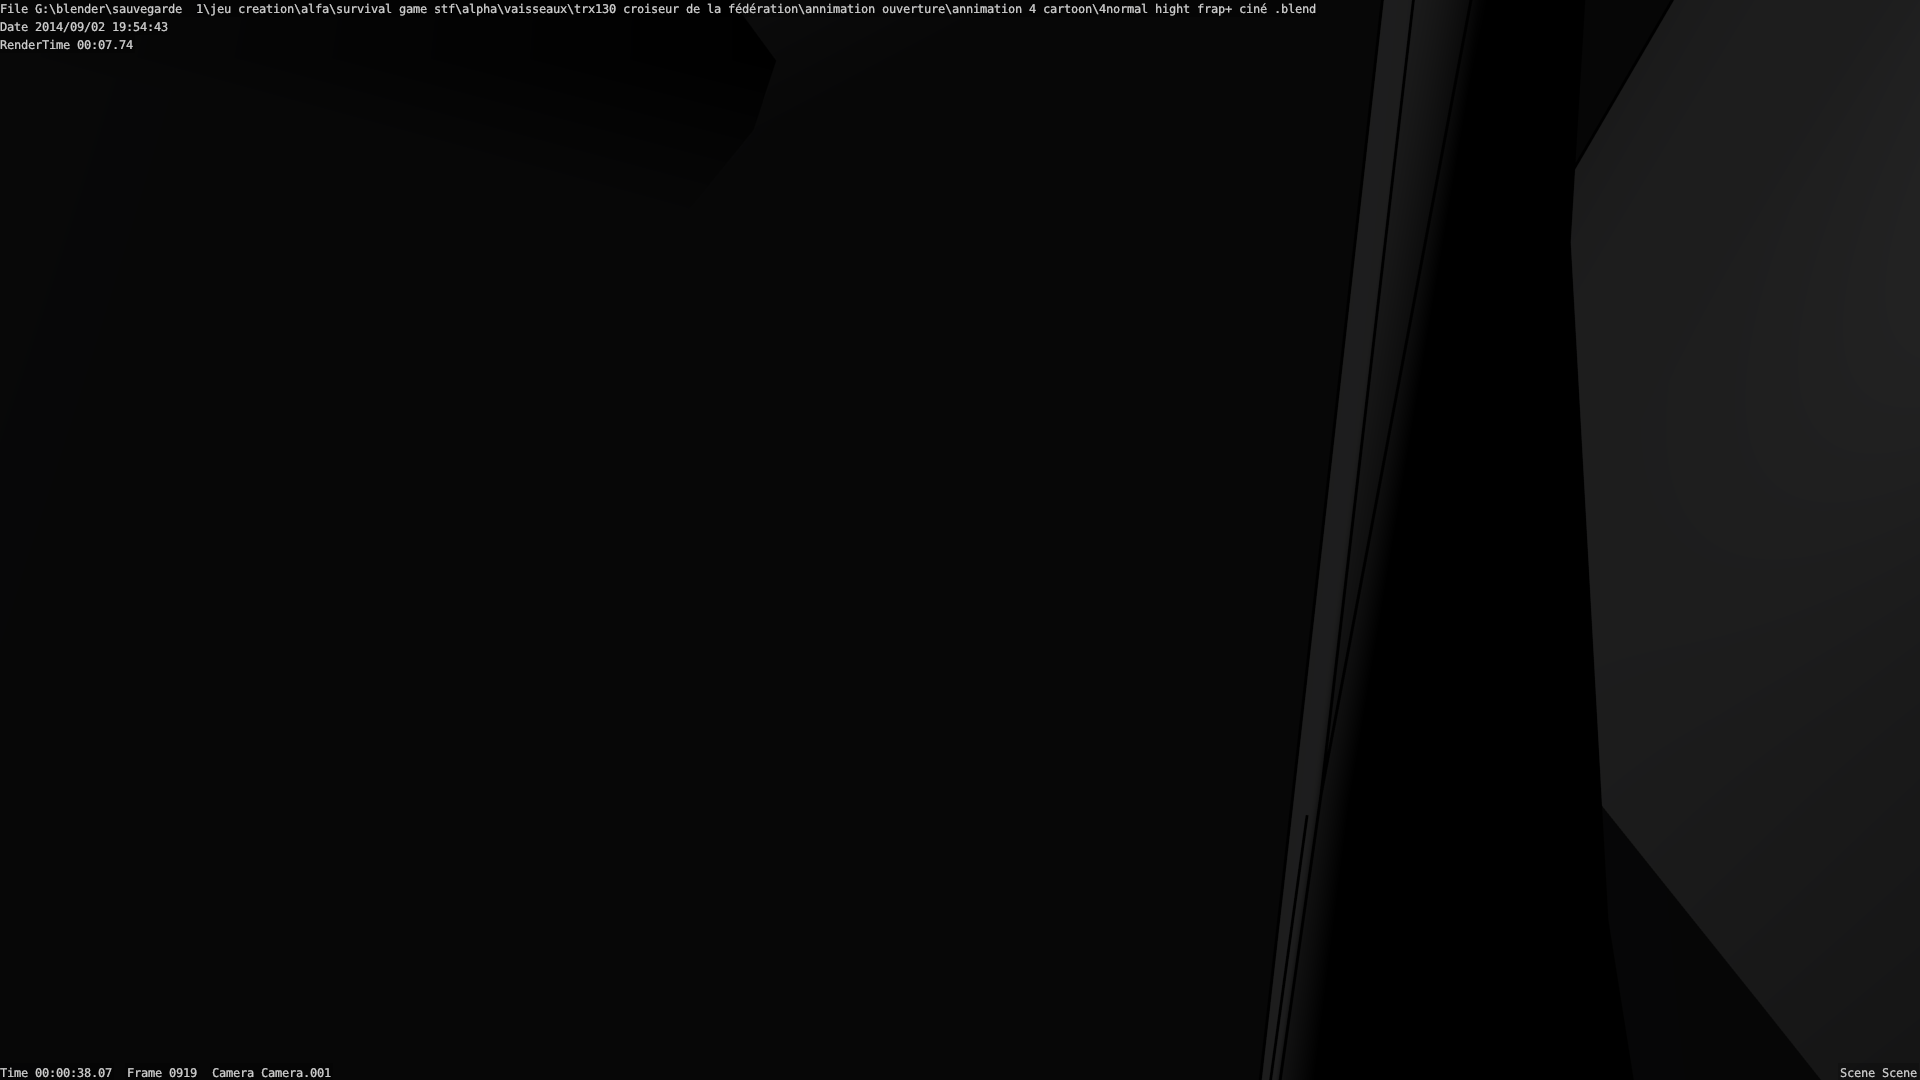 File G:\blender\sauvegarde  1\jeu creation\alfa\survival game stf\alpha\vaisseaux\trx130 croiseur de la fédération\annimation ouverture\annimation 4 cartoon\4normal hight frap+ ciné .blend
Date 2014/09/02 19:54:43
RenderTime 00:07.74
Time 00:00:38.07  Frame 0919  Camera Camera.001
Scene Scene